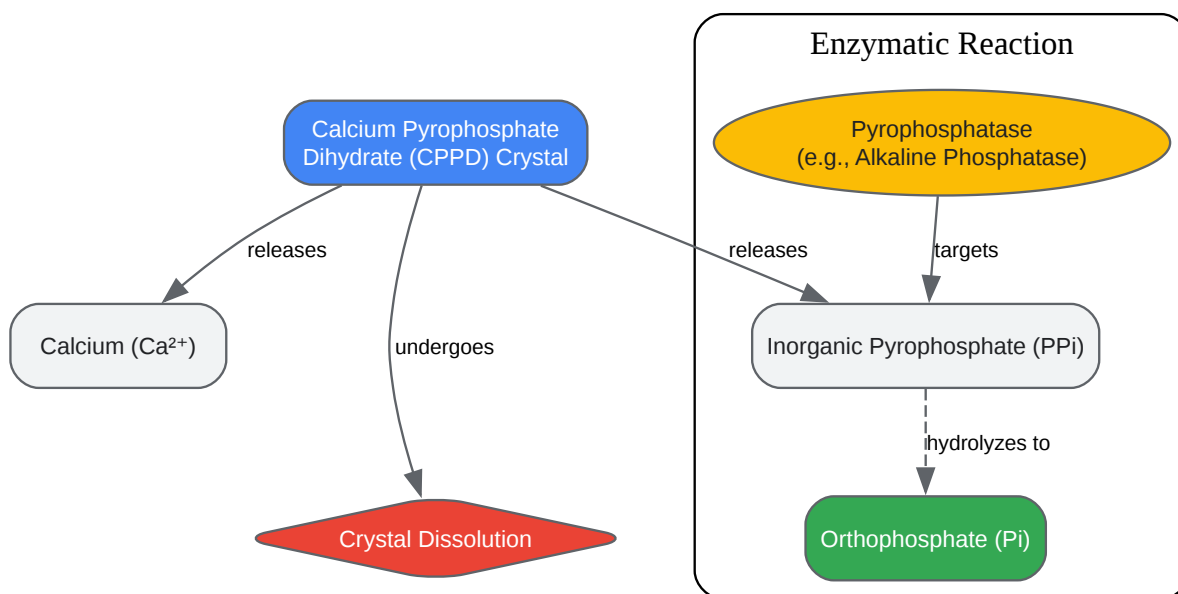 Enzymatic Reaction
Calcium Pyrophosphate
Dihydrate (CPPD) Crystal
Pyrophosphatase
(e.g., Alkaline Phosphatase)
releases
releases
targets
Calcium (Ca²⁺)
undergoes
Inorganic Pyrophosphate (PPi)
hydrolyzes to
Crystal Dissolution
Orthophosphate (Pi)